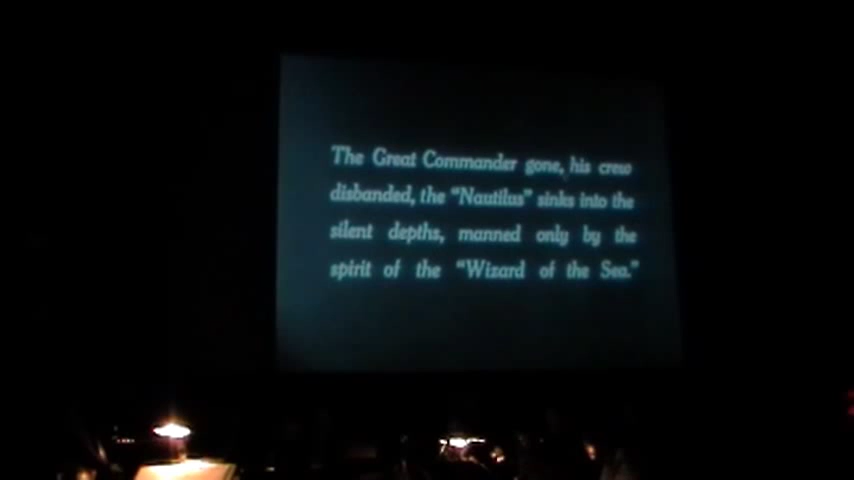 The Great Commander gone, his crew
disbanded, the “Nautilus” sinks into the
silent depths, manned only by the
spirit of the “Wizard of the Sea.”